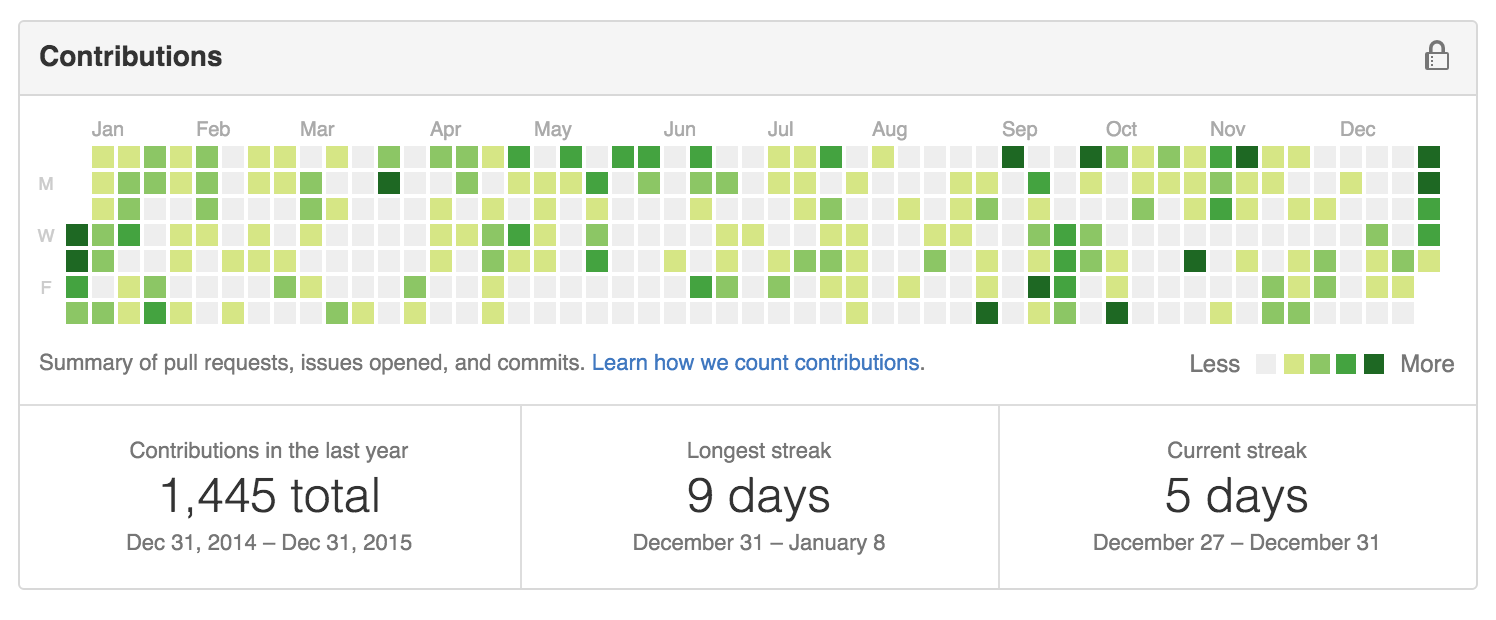 Contributions
Jan Feb Mar Apr May Jun Jul Aug Sep Oct Nov Dec
M
W
F
Summary of pull requests, issues opened, and commits. Learn how we count contributions.
Less More
Contributions in the last year
1,445 total
Dec 31, 2014 – Dec 31, 2015
Longest streak
9 days
December 31 – January 8
Current streak
5 days
December 27 – December 31